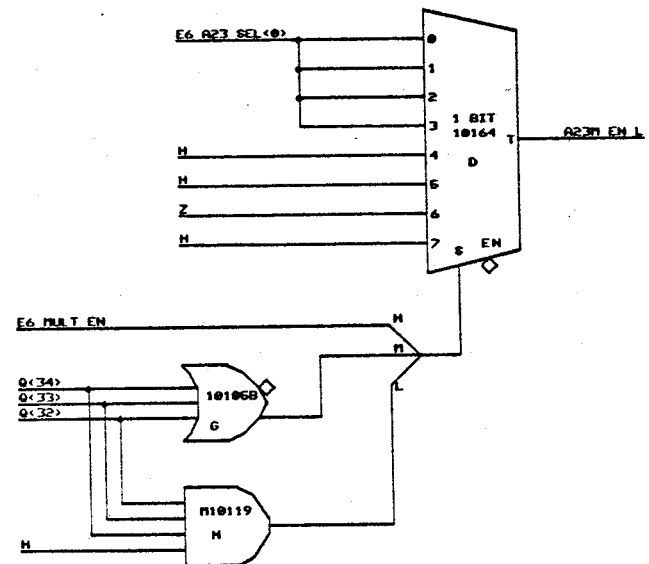 E6 A23 SEL<0>
0
1
2
3
1 BIT
10164
T
A23M EN L
H
4
D
H
5
Z
6
H
7
S
EN
E6 MULT EN
H
M
L
Q<34>
Q<33>
Q<32>
10105B
G
M10119
H
H